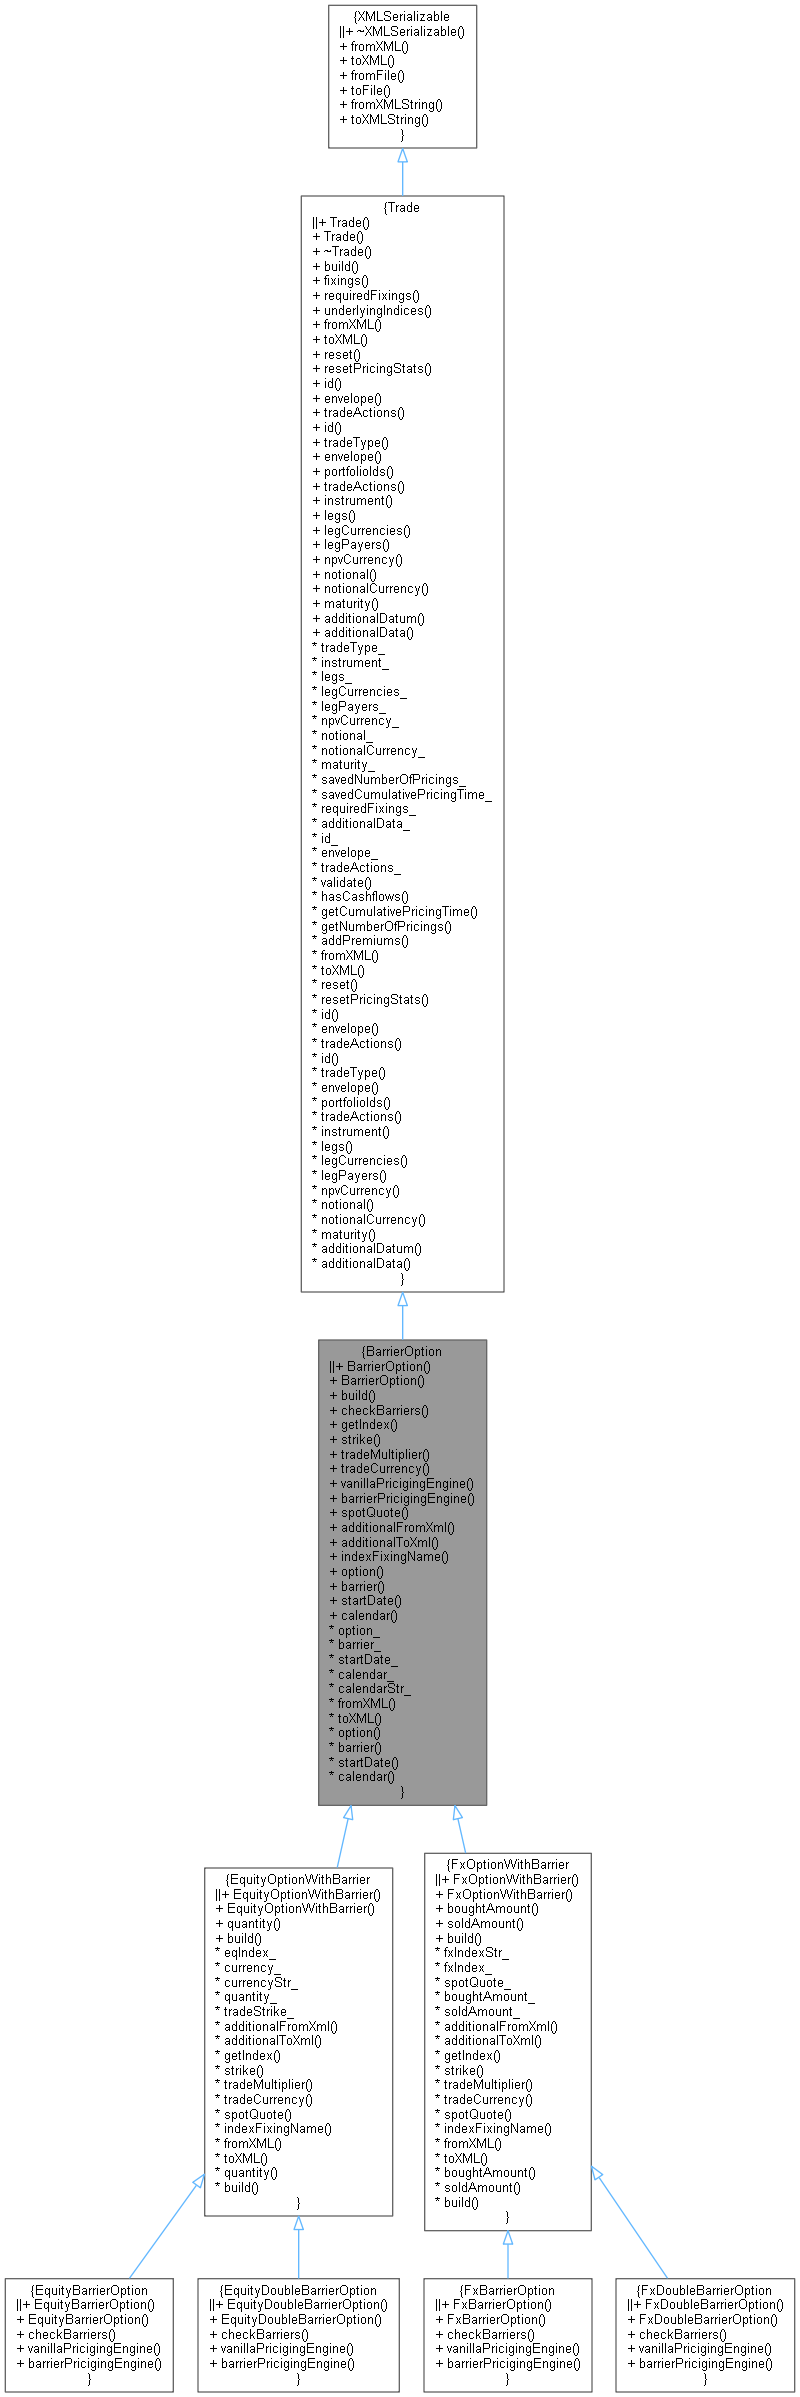 {XMLSerializable
||+ ~XMLSerializable()
+ fromXML()
+ toXML()
+ fromFile()
+ toFile()
+ fromXMLString()
+ toXMLString()
}
{Trade
||+ Trade()
+ Trade()
+ ~Trade()
+ build()
+ fixings()
+ requiredFixings()
+ underlyingIndices()
+ fromXML()
+ toXML()
+ reset()
+ resetPricingStats()
+ id()
+ envelope()
+ tradeActions()
+ id()
+ tradeType()
+ envelope()
+ portfolioIds()
+ tradeActions()
+ instrument()
+ legs()
+ legCurrencies()
+ legPayers()
+ npvCurrency()
+ notional()
+ notionalCurrency()
+ maturity()
+ additionalDatum()
+ additionalData()
* tradeType_
* instrument_
* legs_
* legCurrencies_
* legPayers_
* npvCurrency_
* notional_
* notionalCurrency_
* maturity_
* savedNumberOfPricings_
* savedCumulativePricingTime_
* requiredFixings_
* additionalData_
* id_
* envelope_
* tradeActions_
* validate()
* hasCashflows()
* getCumulativePricingTime()
* getNumberOfPricings()
* addPremiums()
* fromXML()
* toXML()
* reset()
* resetPricingStats()
* id()
* envelope()
* tradeActions()
* id()
* tradeType()
* envelope()
* portfolioIds()
* tradeActions()
* instrument()
* legs()
* legCurrencies()
* legPayers()
* npvCurrency()
* notional()
* notionalCurrency()
* maturity()
* additionalDatum()
* additionalData()
}
{BarrierOption
||+ BarrierOption()
+ BarrierOption()
+ build()
+ checkBarriers()
+ getIndex()
+ strike()
+ tradeMultiplier()
+ tradeCurrency()
+ vanillaPricigingEngine()
+ barrierPricigingEngine()
+ spotQuote()
+ additionalFromXml()
+ additionalToXml()
+ indexFixingName()
+ option()
+ barrier()
+ startDate()
+ calendar()
* option_
* barrier_
* startDate_
* calendar_
* calendarStr_
* fromXML()
* toXML()
* option()
* barrier()
* startDate()
* calendar()
}
{EquityOptionWithBarrier
||+ EquityOptionWithBarrier()
+ EquityOptionWithBarrier()
+ quantity()
+ build()
* eqIndex_
* currency_
* currencyStr_
* quantity_
* tradeStrike_
* additionalFromXml()
* additionalToXml()
* getIndex()
* strike()
* tradeMultiplier()
* tradeCurrency()
* spotQuote()
* indexFixingName()
* fromXML()
* toXML()
* quantity()
* build()
}
{FxOptionWithBarrier
||+ FxOptionWithBarrier()
+ FxOptionWithBarrier()
+ boughtAmount()
+ soldAmount()
+ build()
* fxIndexStr_
* fxIndex_
* spotQuote_
* boughtAmount_
* soldAmount_
* additionalFromXml()
* additionalToXml()
* getIndex()
* strike()
* tradeMultiplier()
* tradeCurrency()
* spotQuote()
* indexFixingName()
* fromXML()
* toXML()
* boughtAmount()
* soldAmount()
* build()
}
{EquityBarrierOption
||+ EquityBarrierOption()
+ EquityBarrierOption()
+ checkBarriers()
+ vanillaPricigingEngine()
+ barrierPricigingEngine()
}
{EquityDoubleBarrierOption
||+ EquityDoubleBarrierOption()
+ EquityDoubleBarrierOption()
+ checkBarriers()
+ vanillaPricigingEngine()
+ barrierPricigingEngine()
}
{FxBarrierOption
||+ FxBarrierOption()
+ FxBarrierOption()
+ checkBarriers()
+ vanillaPricigingEngine()
+ barrierPricigingEngine()
}
{FxDoubleBarrierOption
||+ FxDoubleBarrierOption()
+ FxDoubleBarrierOption()
+ checkBarriers()
+ vanillaPricigingEngine()
+ barrierPricigingEngine()
}